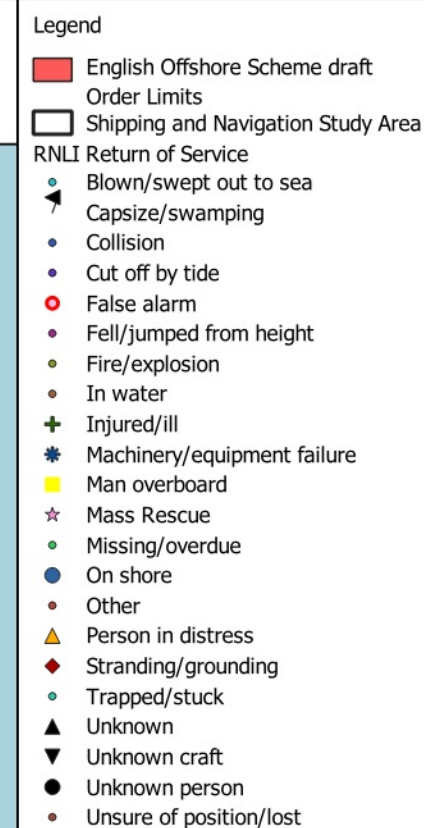 Legend
English Offshore Scheme draft
Order Limits
Shipping and Navigation Study Area
RNLI Return of Service
Blown/swept out to sea
Capsize/swamping
Collision
Cut off by tide
False alarm
Fell/jumped from height
Fire/explosion
In water
Injured/ill
Machinery/equipment failure
Man overboard
Mass Rescue
Missing/overdue
On shore
Other
Person in distress
Stranding/grounding
Trapped/stuck
Unknown
Unknown craft
Unknown person
Unsure of position/lost